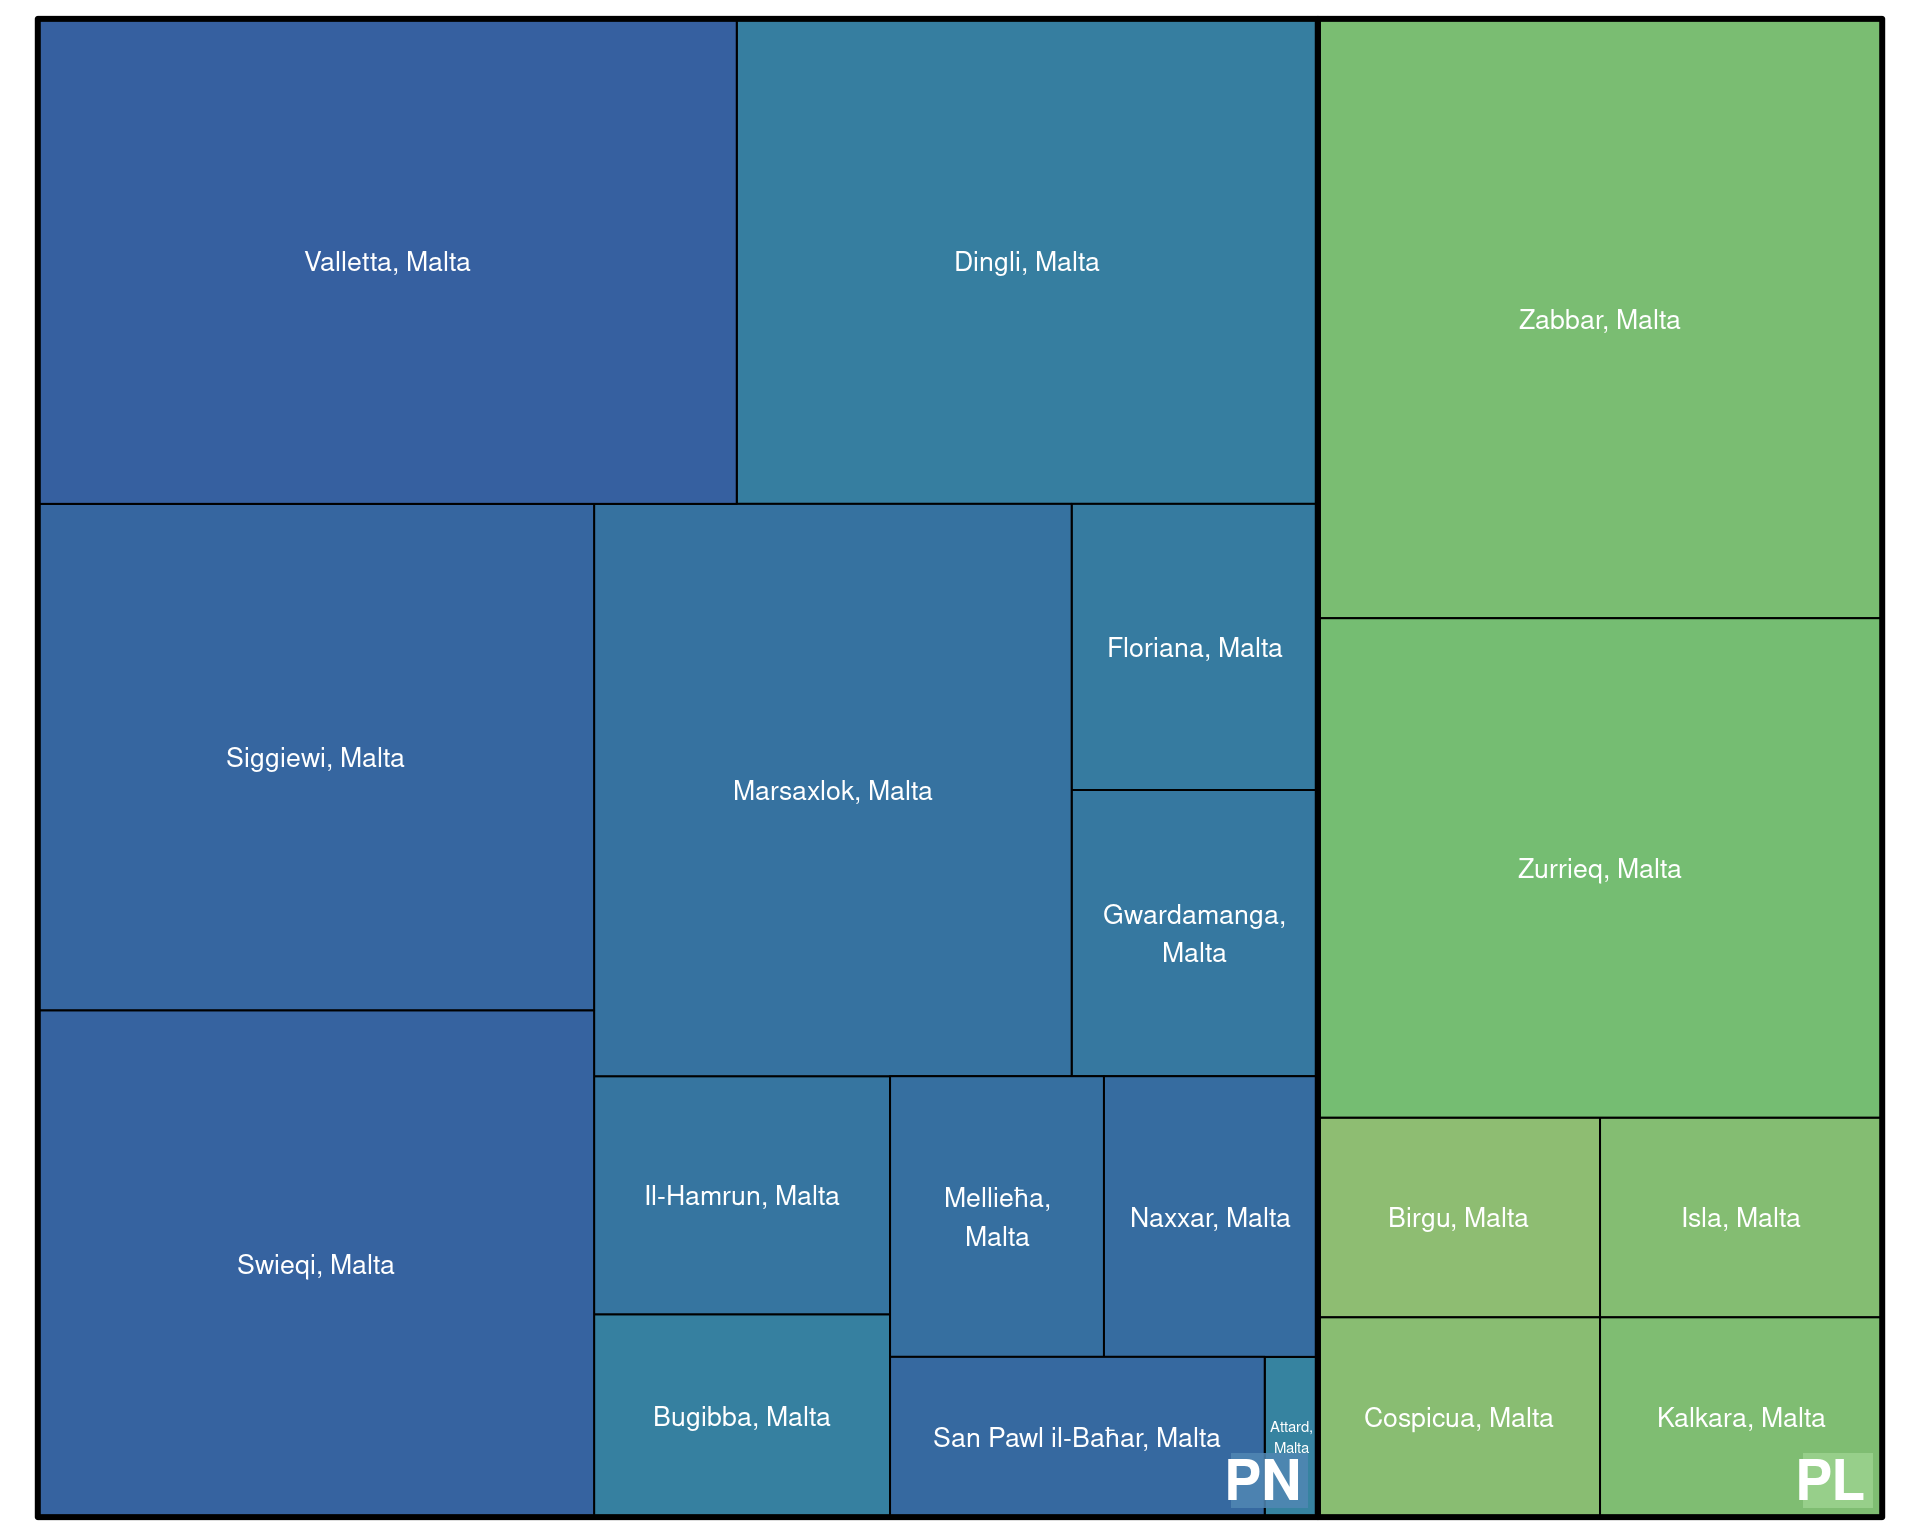 Valletta, Malta
Dingli, Malta
Zabbar, Malta
Siggiewi, Malta
Marsaxlok, Malta
Floriana, Malta
Gwardamanga,
Malta
Zurrieq, Malta
Swieqi, Malta
Il-Hamrun, Malta
Mellieħa,
Malta
Naxxar, Malta
Birgu, Malta
Isla, Malta
Bugibba, Malta
San Pawl il-Baħar, Malta
Attard,
Malta
Cospicua, Malta
Kalkara, Malta
PN
PL